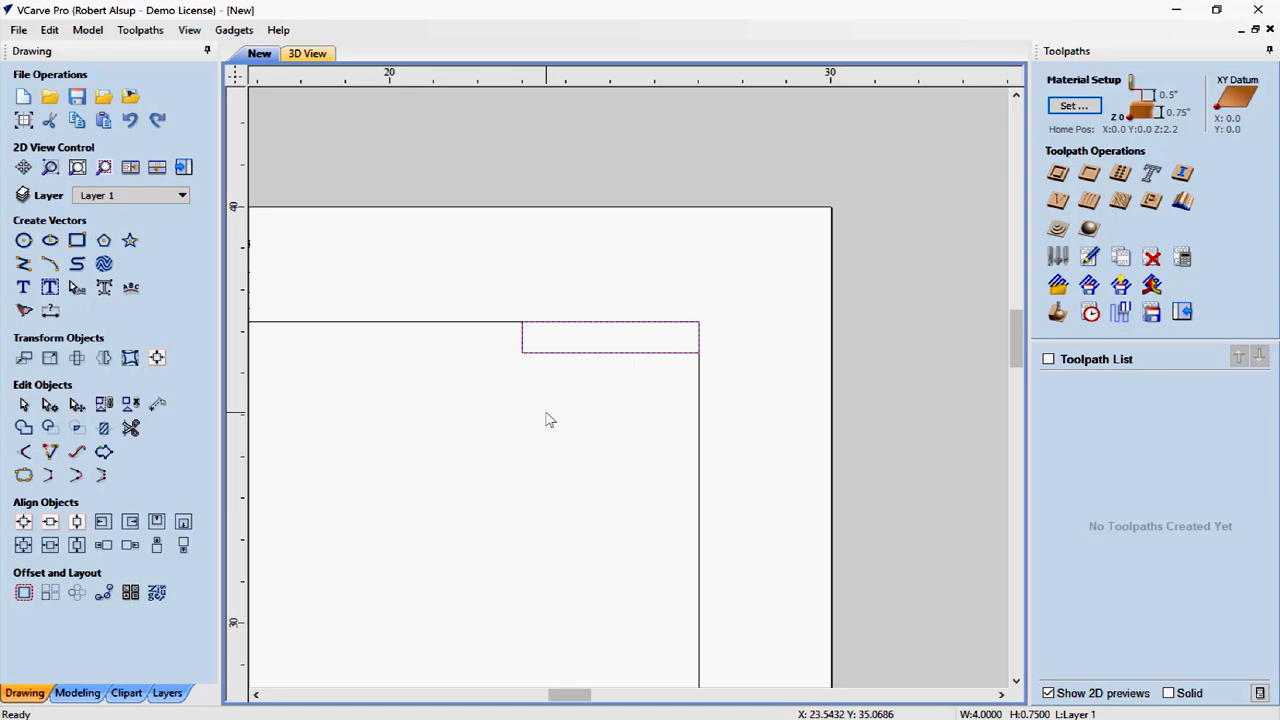 VCarve Pro (Robert Alsup - Demo License) - [New]
File Edit Model Toolpaths View Gadgets Help
Drawing
File Operations
2D View Control
Layer Layer 1
Create Vectors
Transform Objects
Edit Objects
Align Objects
Offset and Layout
Drawing Modeling Clipart Layers
New 3D View
20 30
40
30
Toolpaths
Material Setup
Set ...
0.5"
Z 0
0.75"
XY Datum
X: 0.0
Y: 0.0
Home Pos: X:0.0 Y:0.0 Z:2.2
Toolpath Operations
Toolpath List
No Toolpaths Created Yet
Show 2D previews Solid
Ready X: 23.5432 Y: 35.0686 W:4.0000 H:0.7500 L:Layer 1